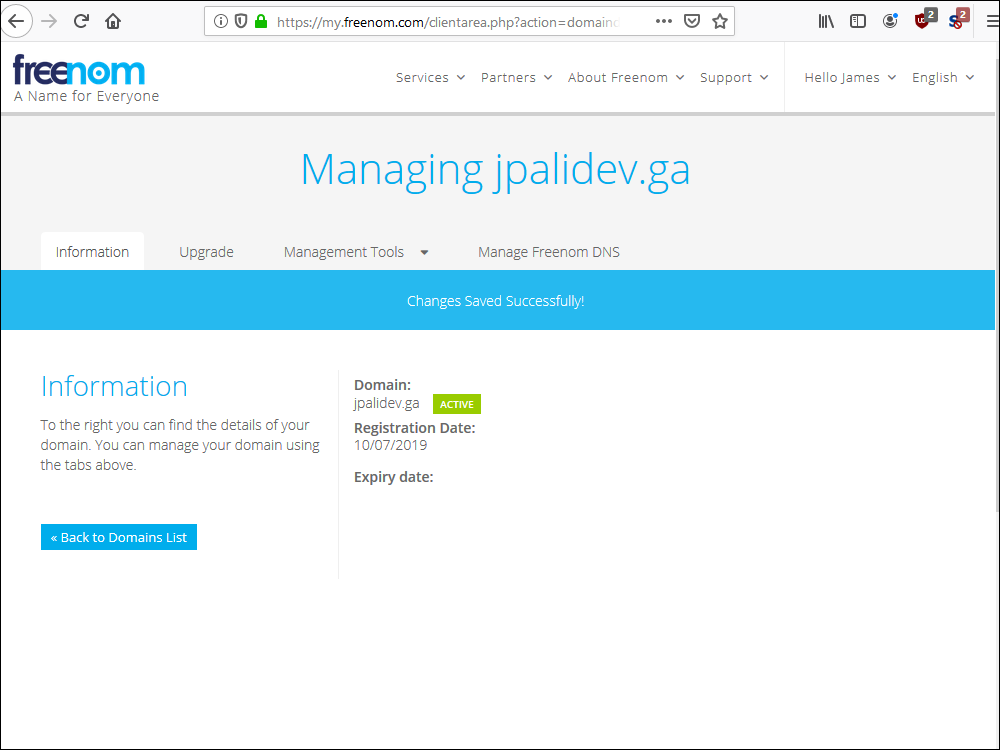 https://my.freenom.com/clientarea.php?action=domain
2
2
freenom
A Name for Everyone
Services
Partners
About Freenom
Support
Hello James
English
Managing jpalidev.ga
Information
Upgrade
Management Tools
Manage Freenom DNS
Changes Saved Successfully!
Information
To the right you can find the details of your
domain. You can manage your domain using
the tabs above.
« Back to Domains List
Domain:
jpalidev.ga ACTIVE
Registration Date:
10/07/2019
Expiry date: